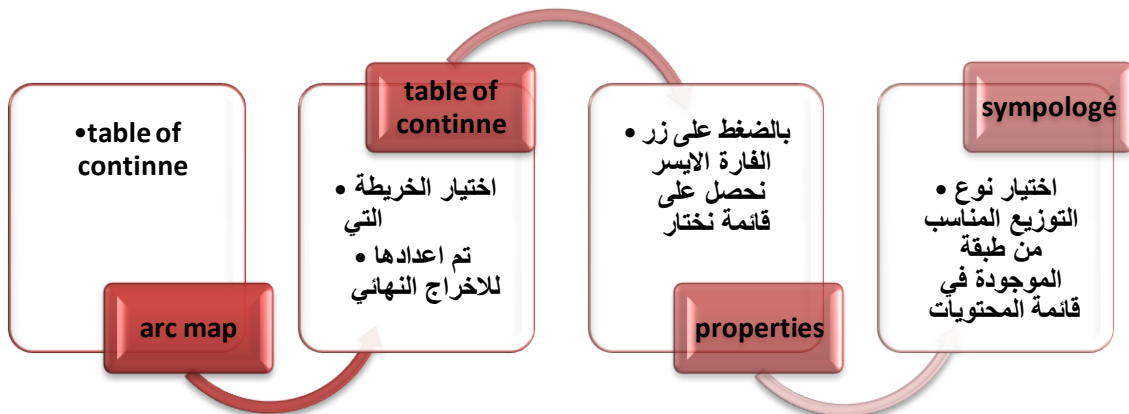 •table of
continne
arc map
table of
continne
• اختيار الخريطة
التي
• تم اعدادها
للاخراج النهائي
• بالضغط على زر
الفارة الايسر
نحصل على
قائمة نختار
properties
sympologé
• اختيار نوع
التوزيع المناسب
من طبقة
الموجودة في
قائمة المحتويات